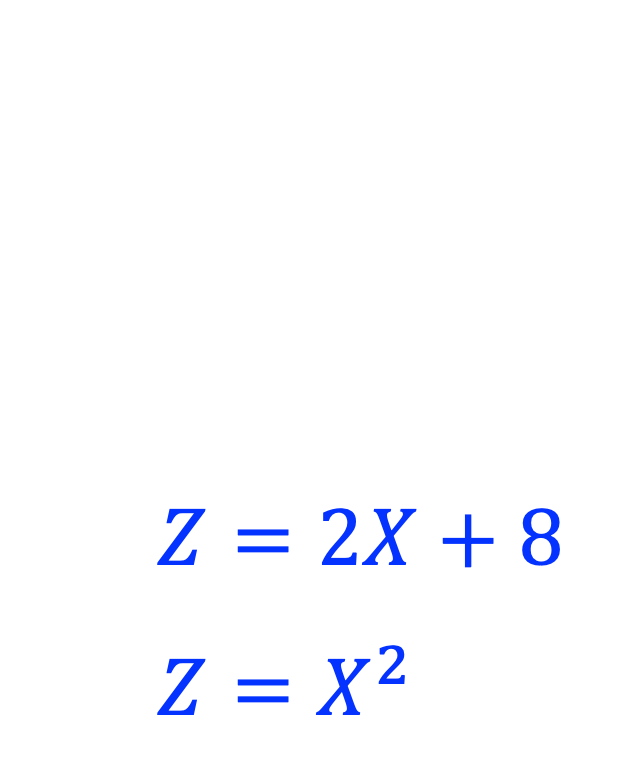 Z = 2X + 8
Z = X²